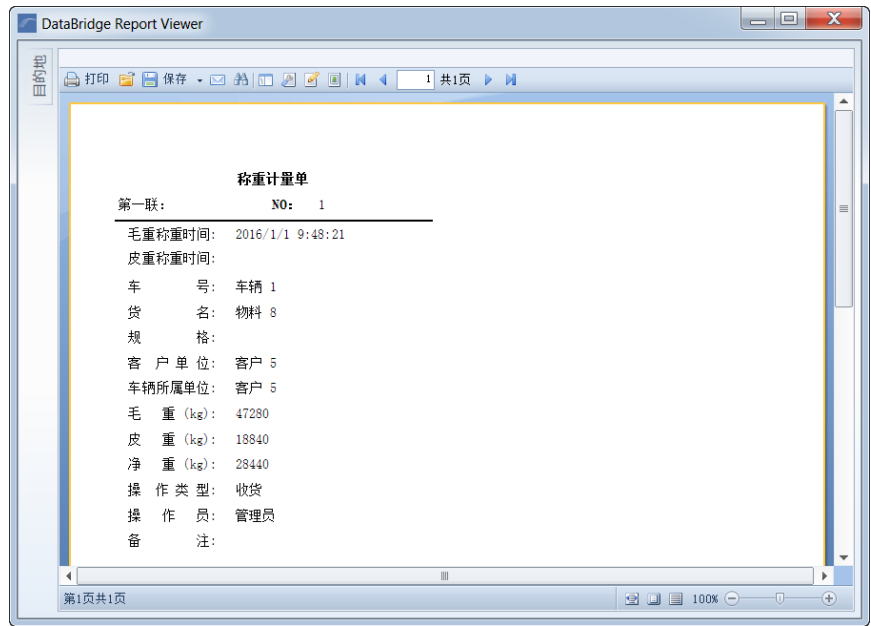 DataBridge Report Viewer
目的地
打印 保存 1 共1页
称重计量单
第一联: NO: 1
毛重称重时间: 2016/1/1 9:48:21
皮重称重时间:
车 号: 车辆 1
货 名: 物料 8
规 格:
客 户 单 位: 客户 5
车辆所属单位: 客户 5
毛 重 (kg): 47280
皮 重 (kg): 18840
净 重 (kg): 28440
操 作 类 型: 收货
操 作 员: 管理员
备 注:
第1页共1页 100%